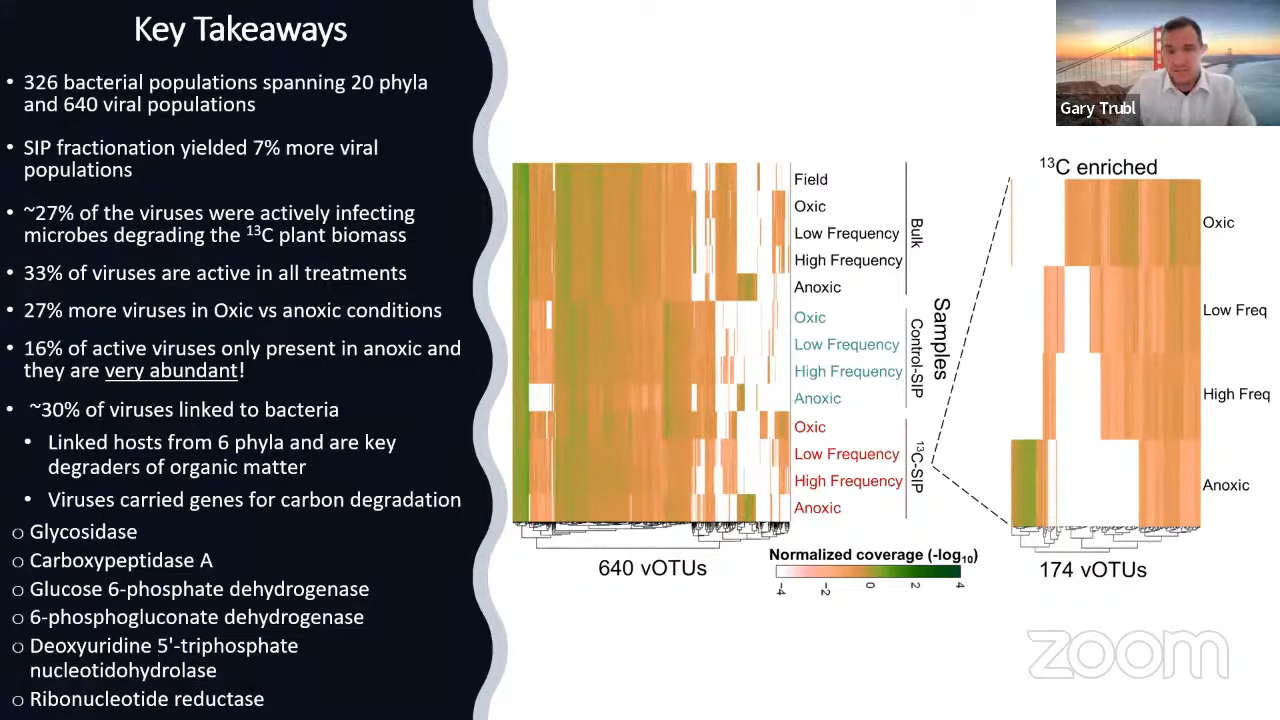 Key Takeaways
• 326 bacterial populations spanning 20 phyla
and 640 viral populations
• SIP fractionation yielded 7% more viral
populations
• ~27% of the viruses were actively infecting
microbes degrading the ¹³C plant biomass
• 33% of viruses are active in all treatments
• 27% more viruses in Oxic vs anoxic conditions
• 16% of active viruses only present in anoxic and
they are very abundant!
• ~30% of viruses linked to bacteria
• Linked hosts from 6 phyla and are key
degraders of organic matter
• Viruses carried genes for carbon degradation
o Glycosidase
o Carboxypeptidase A
o Glucose 6-phosphate dehydrogenase
o 6-phosphogluconate dehydrogenase
o Deoxyuridine 5'-triphosphate
nucleotidohydrolase
o Ribonucleotide reductase
Field
Oxic
Low Frequency
High Frequency
Anoxic
Bulk
Oxic
Low Frequency
High Frequency
Anoxic
Control-SIP
Oxic
Low Frequency
High Frequency
Anoxic
¹³C-SIP
Samples
640 vOTUs
Normalized coverage (-log₁₀)
-4
-2
0
2
4
¹³C enriched
Oxic
Low Freq
High Freq
Anoxic
174 vOTUs
Gary Trubl
zoom